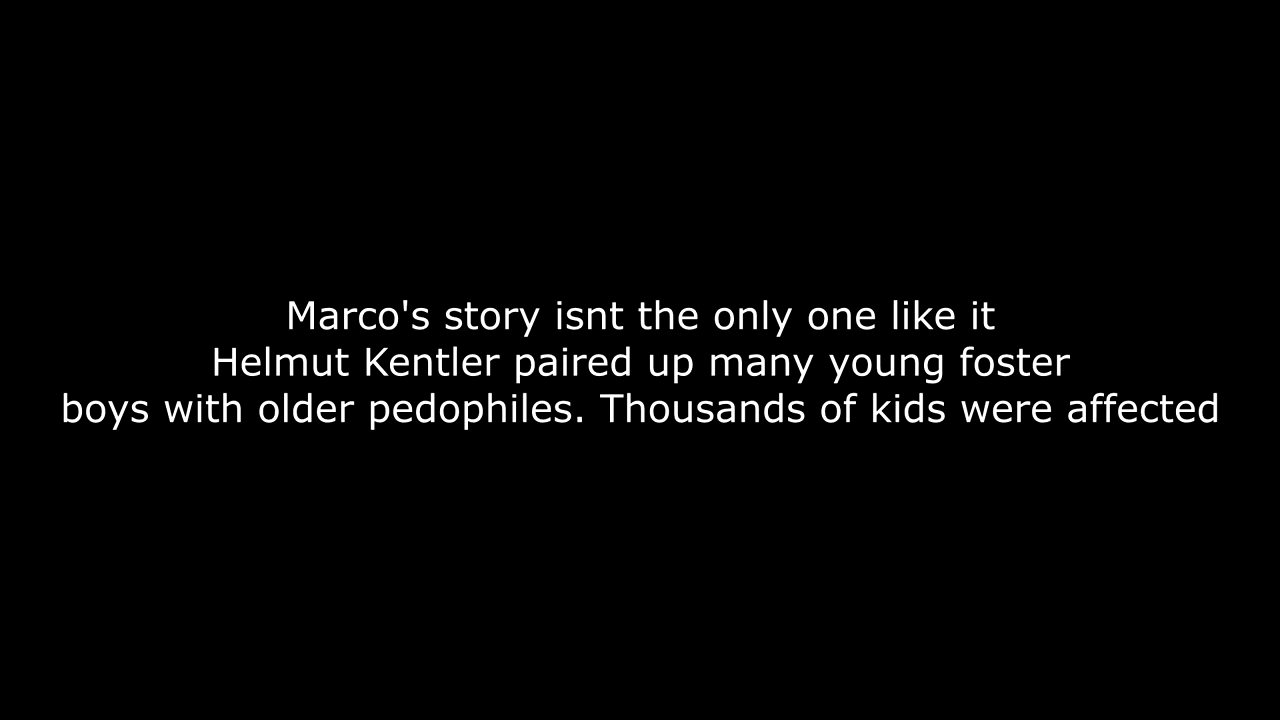 Marco's story isnt the only one like it
Helmut Kentler paired up many young foster
boys with older pedophiles. Thousands of kids were affected